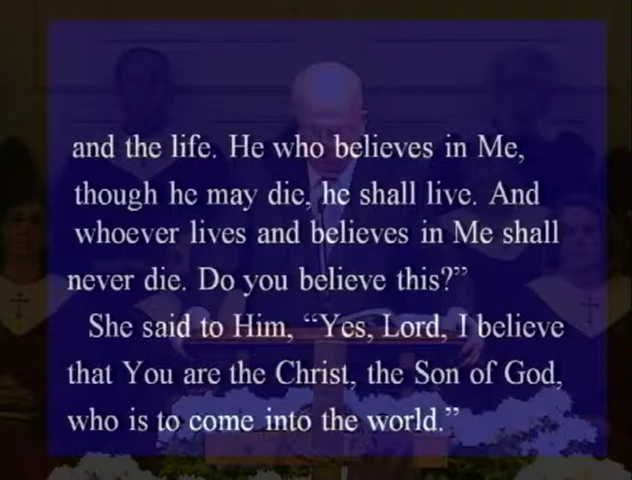 and the life. He who believes in Me,
though he may die, he shall live. And
whoever lives and believes in Me shall
never die. Do you believe this?”
She said to Him, “Yes, Lord, I believe
that You are the Christ, the Son of God,
who is to come into the world.”